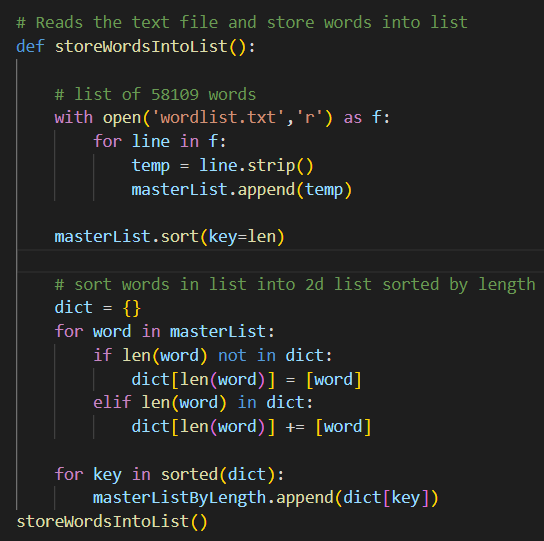 # Reads the text file and store words into list
def storeWordsIntoList():
    # list of 58109 words
    with open('wordlist.txt','r') as f:
        for line in f:
            temp = line.strip()
            masterList.append(temp)
    masterList.sort(key=len)
    # sort words in list into 2d list sorted by length
    dict = {}
    for word in masterList:
        if len(word) not in dict:
            dict[len(word)] = [word]
        elif len(word) in dict:
            dict[len(word)] += [word]
    for key in sorted(dict):
        masterListByLength.append(dict[key])
storeWordsIntoList()